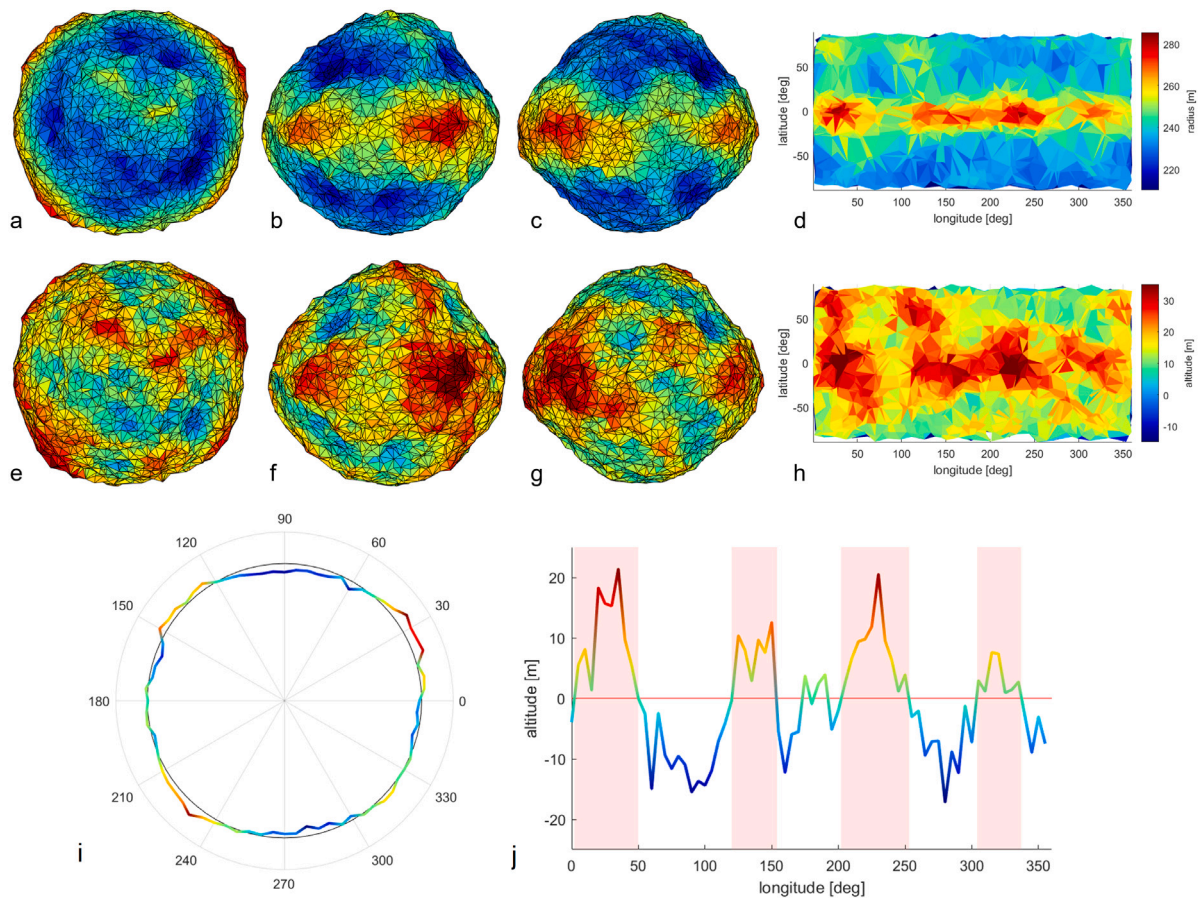 a
b
c
d
latitude [deg]
50
0
-50
50 100 150 200 250 300 350
longitude [deg]
280
260
240
220
radius [m]
e
f
g
h
latitude [deg]
50
0
-50
50 100 150 200 250 300 350
longitude [deg]
30
20
10
0
-10
altitude [m]
i
90
120 60
150 30
180 0
210 330
240 300
270
j
altitude [m]
20
10
0
-10
-20
0 50 100 150 200 250 300 350
longitude [deg]